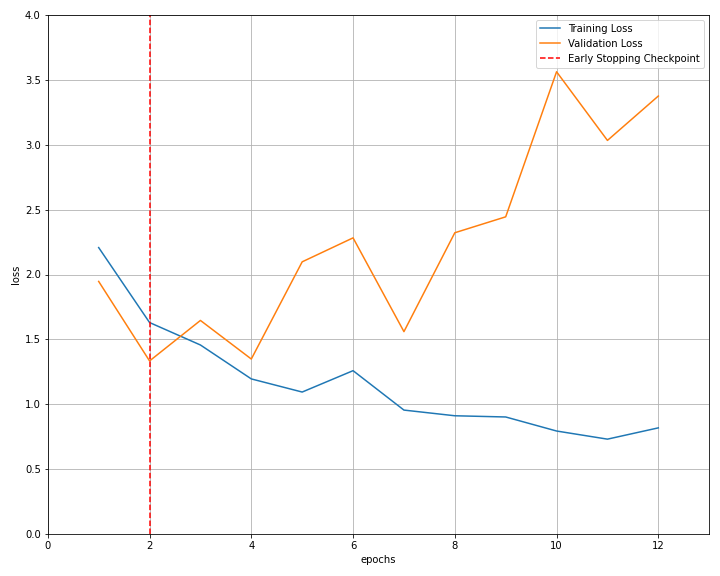 4.0
3.5
3.0
2.5
2.0
1.5
1.0
0.5
0.0
loss
Training Loss
Validation Loss
Early Stopping Checkpoint
0 2 4 6 8 10 12
epochs